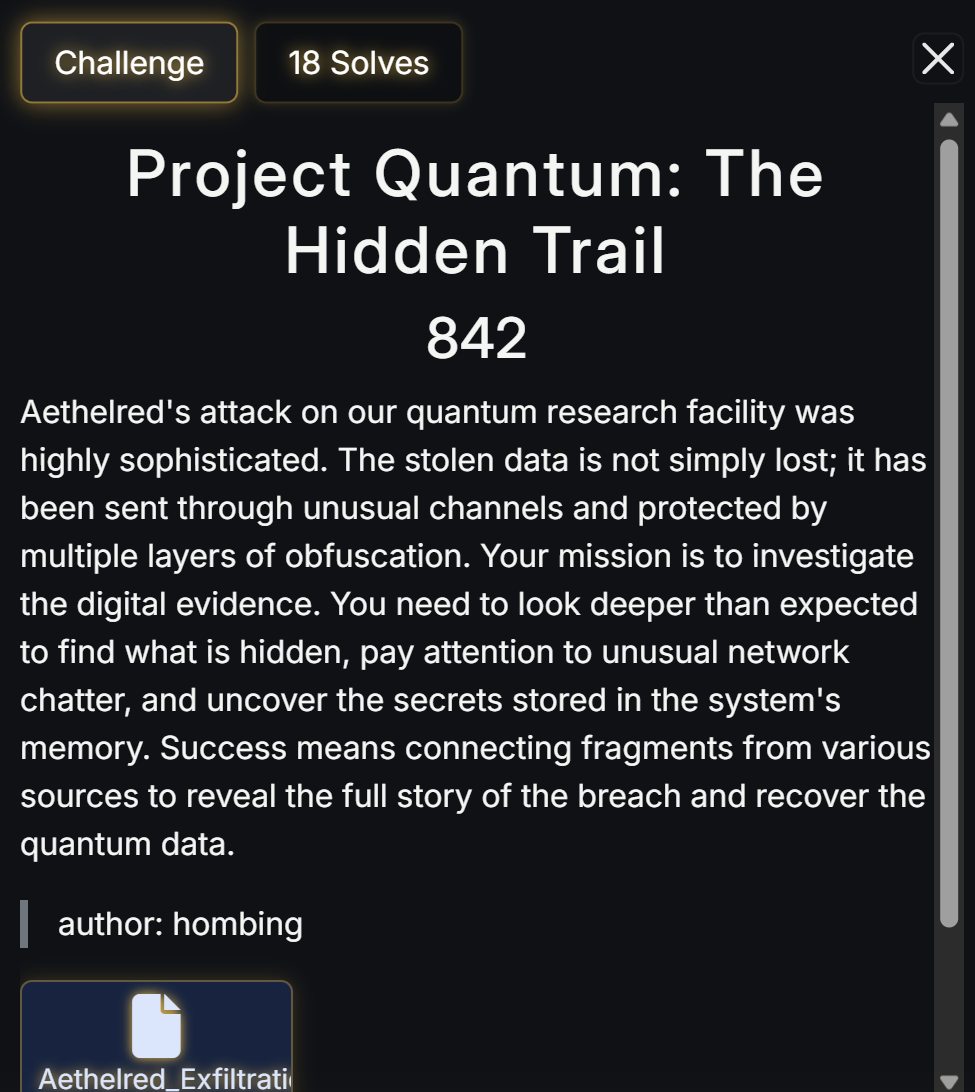 Challenge
18 Solves
Project Quantum: The
Hidden Trail
842
Aethelred's attack on our quantum research facility was
highly sophisticated. The stolen data is not simply lost; it has
been sent through unusual channels and protected by
multiple layers of obfuscation. Your mission is to investigate
the digital evidence. You need to look deeper than expected
to find what is hidden, pay attention to unusual network
chatter, and uncover the secrets stored in the system's
memory. Success means connecting fragments from various
sources to reveal the full story of the breach and recover the
quantum data.
author: hombing
Aethelred_Exfiltrati